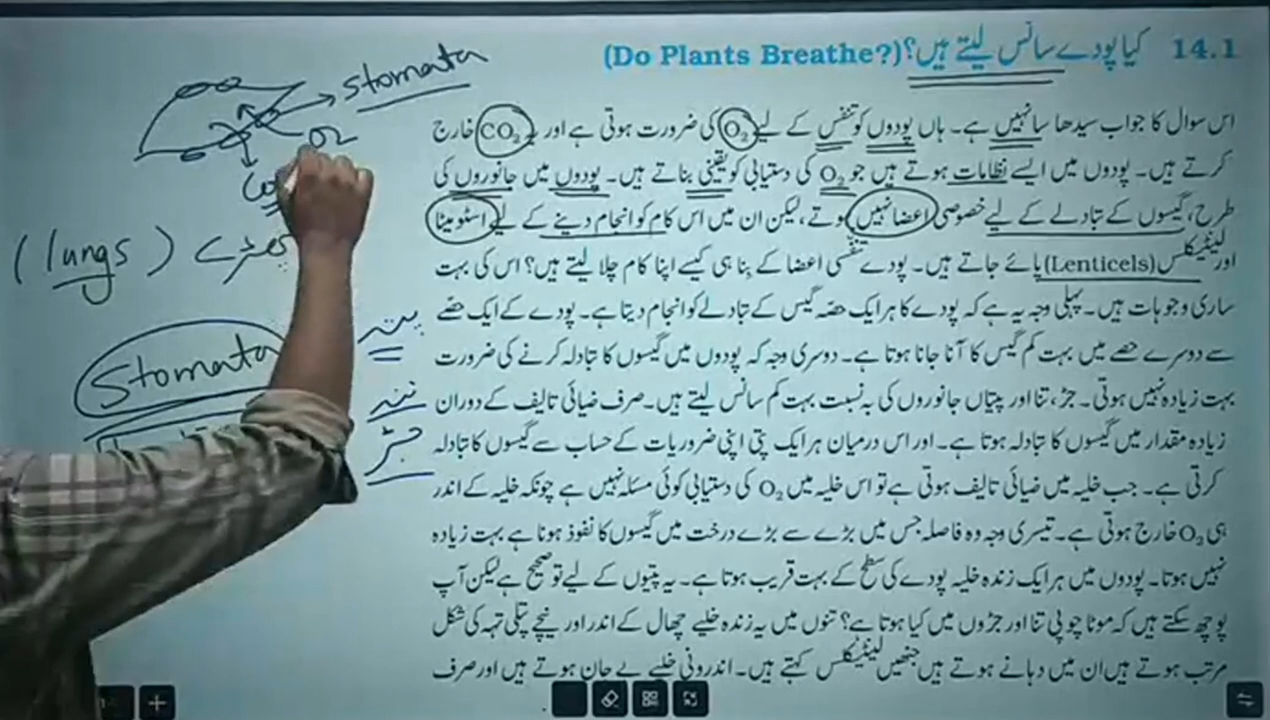 14.1 کیا پودے سانس لیتے ہیں؟ (Do Plants Breathe?)
اس سوال کا جواب سیدھا سا نہیں ہے۔ ہاں پودوں کو تنفس کے لیے O₂ کی ضرورت ہوتی ہے اور یہ CO₂ خارج
کرتے ہیں۔ پودوں میں ایسے نظامات ہوتے ہیں جو O₂ کی دستیابی کو یقینی بناتے ہیں۔ پودوں میں جانوروں کی
طرح، گیسوں کے تبادلے کے لیے خصوصی اعضا نہیں ہوتے، لیکن ان میں اس کام کو انجام دینے کے لیے اسٹومیٹا
اور لینٹیکلس (Lenticels) پائے جاتے ہیں۔ پودے تنفسی اعضا کے بِنا ہی کیسے اپنا کام چلا لیتے ہیں؟ اس کی بہت
ساری وجوہات ہیں۔ پہلی وجہ یہ ہے کہ پودے کا ہر ایک حصّہ گیس کے تبادلے کو انجام دیتا ہے۔ پودے کے ایک حصّے
سے دوسرے حصے میں بہت کم گیس کا آنا جانا ہوتا ہے۔ دوسری وجہ کہ پودوں میں گیسوں کا تبادلہ کرنے کی ضرورت
بہت زیادہ نہیں ہوتی۔ جڑ، تنا اور پتیاں جانوروں کی بہ نسبت بہت کم سانس لیتے ہیں۔ صرف ضیائی تالیف کے دوران
زیادہ مقدار میں گیسوں کا تبادلہ ہوتا ہے۔ اور اس درمیان ہر ایک پتی اپنی ضروریات کے حساب سے گیسوں کا تبادلہ
کرتی ہے۔ جب خلیہ میں ضیائی تالیف ہوتی ہے تو اس خلیہ میں O₂ کی دستیابی کوئی مسئلہ نہیں ہے چونکہ خلیہ کے اندر
ہی O₂ خارج ہوتی ہے۔ تیسری وجہ وہ فاصلہ جس میں بڑے سے بڑے درخت میں گیسوں کا نفوذ ہونا ہے بہت زیادہ
نہیں ہوتا۔ پودوں میں ہر ایک زندہ خلیہ پودے کی سطح کے بہت قریب ہوتا ہے۔ یہ پتیوں کے لیے تو صحیح ہے لیکن آپ
پوچھ سکتے ہیں کہ موٹا چوبی تنا اور جڑوں میں کیا ہوتا ہے؟ تنوں میں یہ زندہ خلیے چھال کے اندر اور نیچے پتلی تہہ کی شکل
مرتب ہوتے ہیں ان میں دہانے ہوتے ہیں جنھیں لینٹیکلس کہتے ہیں۔ اندرونی خلیے بے جان ہوتے ہیں اور صرف
stomata
O₂
(lungs)
Stomata
پتہ
تنہ
جڑ